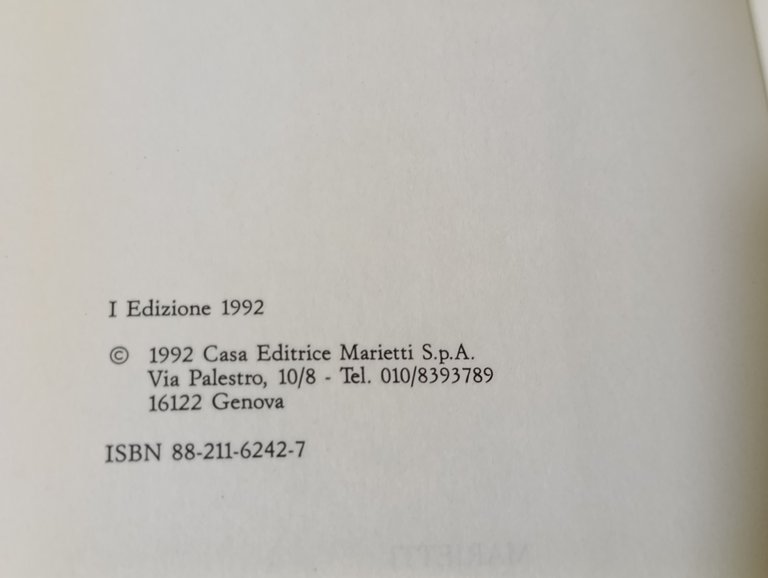 I Edizione 1992
© 1992 Casa Editrice Marietti S.p.A.
Via Palestro, 10/8 - Tel. 010/8393789
16122 Genova
ISBN 88-211-6242-7